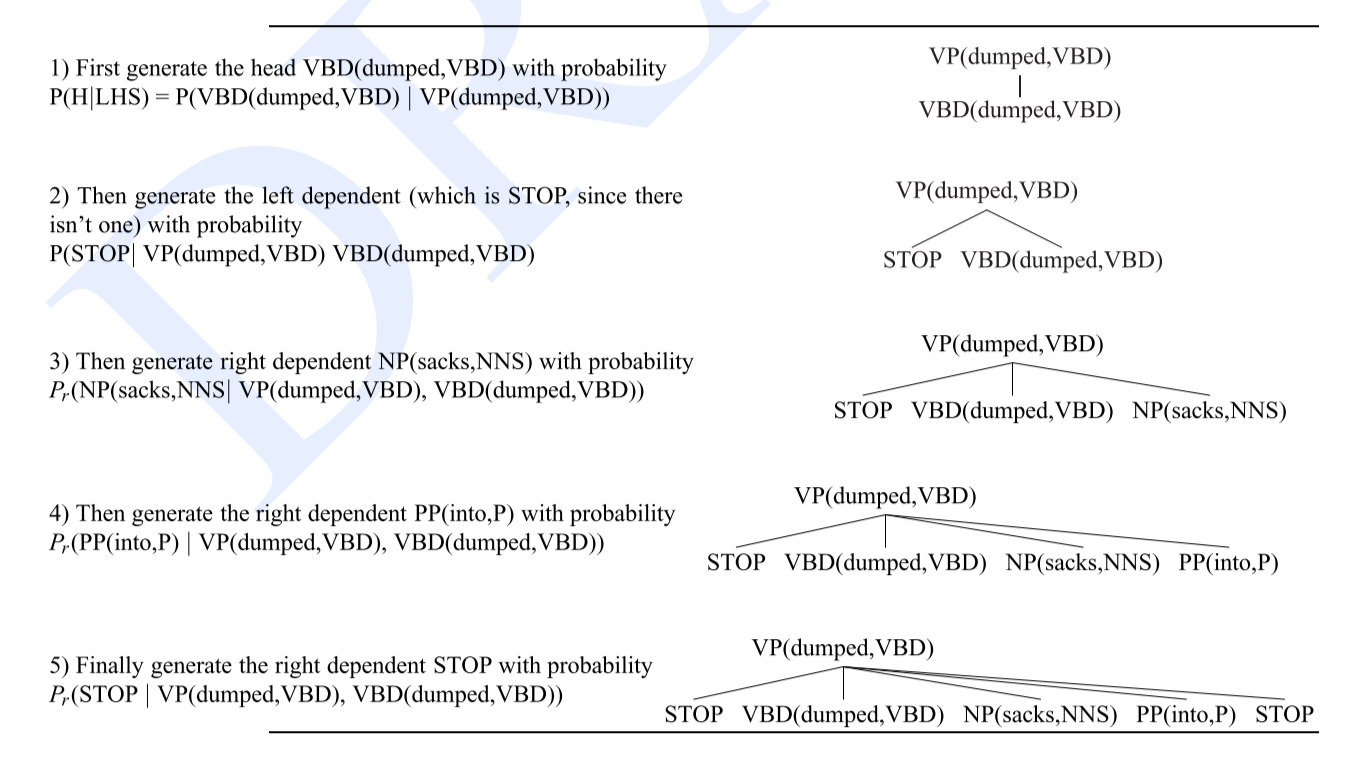 1) First generate the head VBD(dumped,VBD) with probability
P(H|LHS) = P(VBD(dumped,VBD) | VP(dumped,VBD))
VP(dumped,VBD)
VBD(dumped,VBD)
2) Then generate the left dependent (which is STOP, since there
isn't one) with probability
P(STOP| VP(dumped,VBD) VBD(dumped,VBD)
VP(dumped,VBD)
STOP VBD(dumped,VBD)
3) Then generate right dependent NP(sacks,NNS) with probability
Pr(NP(sacks,NNS| VP(dumped,VBD), VBD(dumped,VBD))
VP(dumped,VBD)
STOP VBD(dumped,VBD) NP(sacks,NNS)
4) Then generate the right dependent PP(into,P) with probability
Pr(PP(into,P) | VP(dumped,VBD), VBD(dumped,VBD))
VP(dumped,VBD)
STOP VBD(dumped,VBD) NP(sacks,NNS) PP(into,P)
5) Finally generate the right dependent STOP with probability
Pr(STOP | VP(dumped,VBD), VBD(dumped,VBD))
VP(dumped,VBD)
STOP VBD(dumped,VBD) NP(sacks,NNS) PP(into,P) STOP